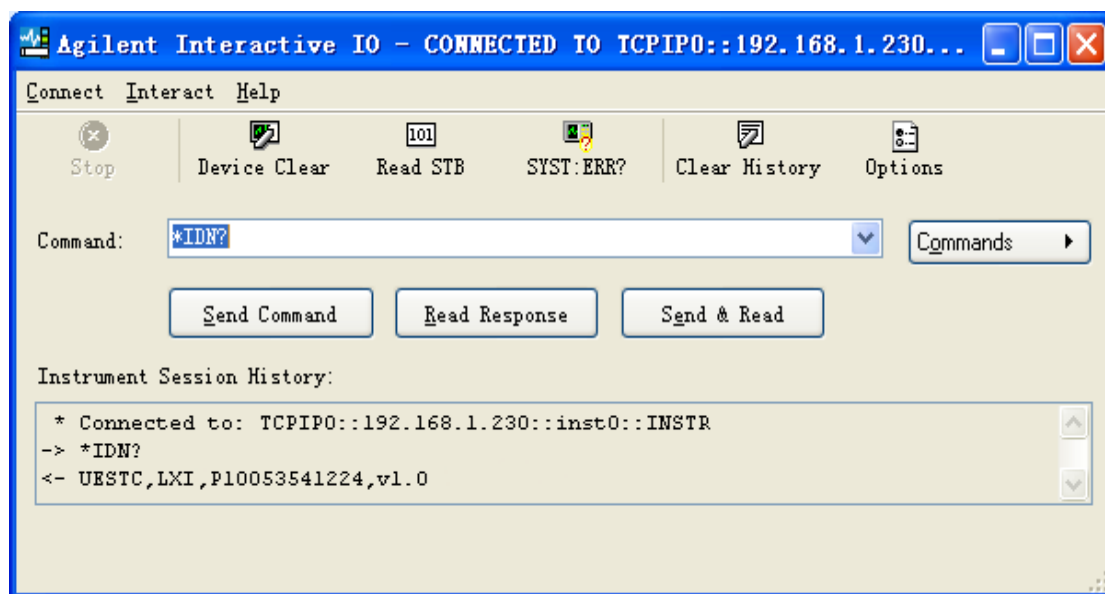 Agilent Interactive IO - CONNECTED TO TCPIP0::192.168.1.230...
Connect Interact Help
101
Stop Device Clear Read STB SYST:ERR? Clear History Options
Command: *IDN? Commands
Send Command Read Response Send & Read
Instrument Session History:
* Connected to: TCPIP0::192.168.1.230::inst0::INSTR
-> *IDN?
<- UESTC,LXI,P10053541224,v1.0